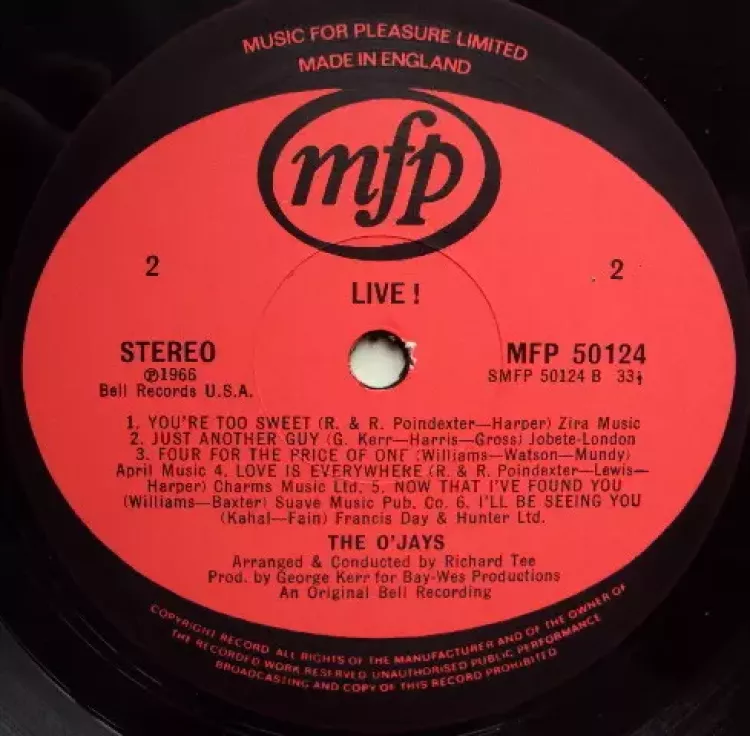 MUSIC FOR PLEASURE LIMITED
MADE IN ENGLAND
mfp
2
2
LIVE !
STEREO
℗1966
Bell Records U.S.A.
MFP 50124
SMFP 50124 B 33⅓
1. YOU'RE TOO SWEET (R. & R. Poindexter—Harper) Zira Music
2. JUST ANOTHER GUY (G. Kerr—Harris—Gross) Jobete-London
3. FOUR FOR THE PRICE OF ONE (Williams—Watson—Mundy)
April Music 4. LOVE IS EVERYWHERE (R. & R. Poindexter—Lewis—
Harper) Charms Music Ltd. 5. NOW THAT I'VE FOUND YOU
(Williams—Baxter) Suave Music Pub. Co. 6. I'LL BE SEEING YOU
(Kahal—Fain) Francis Day & Hunter Ltd.
THE O'JAYS
Arranged & Conducted by Richard Tee
Prod. by George Kerr for Bay-Wes Productions
An Original Bell Recording
COPYRIGHT RECORD ALL RIGHTS OF THE MANUFACTURER AND OF THE OWNER OF
THE RECORDED WORK RESERVED UNAUTHORISED PUBLIC PERFORMANCE
BROADCASTING AND COPY OF THIS RECORD PROHIBITED